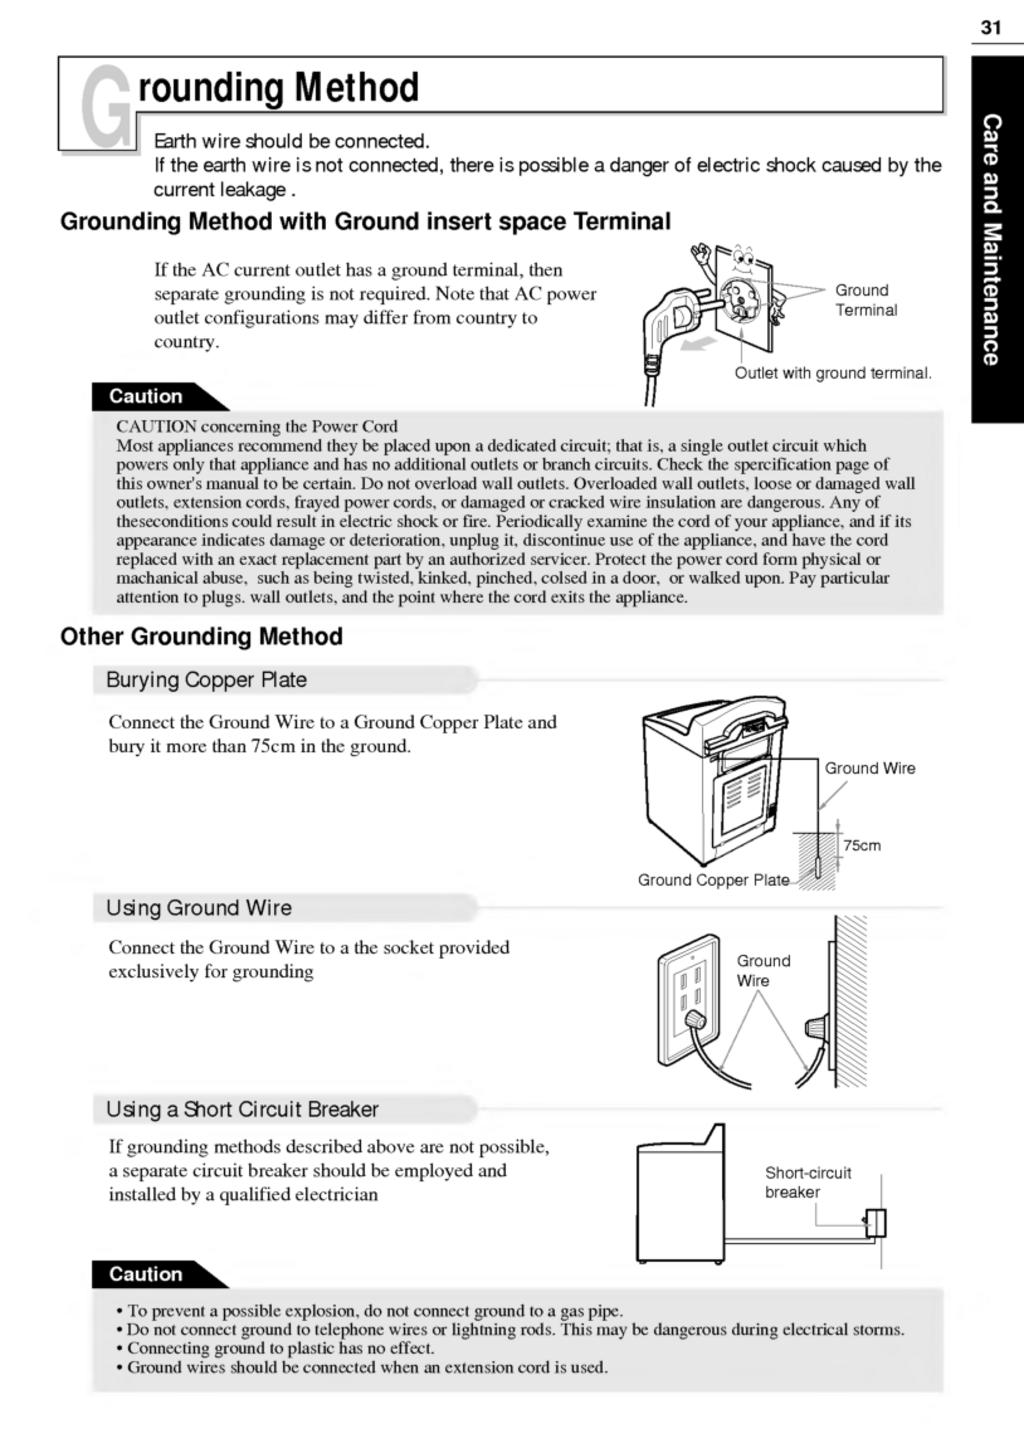 31
Care and Maintenance
Grounding Method
Earth wire should be connected.
If the earth wire is not connected, there is possible a danger of electric shock caused by the
current leakage .
Grounding Method with Ground insert space Terminal
If the AC current outlet has a ground terminal, then
separate grounding is not required. Note that AC power
outlet configurations may differ from country to
country.
Ground
Terminal
Outlet with ground terminal.
Caution
CAUTION concerning the Power Cord
Most appliances recommend they be placed upon a dedicated circuit; that is, a single outlet circuit which
powers only that appliance and has no additional outlets or branch circuits. Check the spercification page of
this owner's manual to be certain. Do not overload wall outlets. Overloaded wall outlets, loose or damaged wall
outlets, extension cords, frayed power cords, or damaged or cracked wire insulation are dangerous. Any of
theseconditions could result in electric shock or fire. Periodically examine the cord of your appliance, and if its
appearance indicates damage or deterioration, unplug it, discontinue use of the appliance, and have the cord
replaced with an exact replacement part by an authorized servicer. Protect the power cord form physical or
machanical abuse, such as being twisted, kinked, pinched, colsed in a door, or walked upon. Pay particular
attention to plugs. wall outlets, and the point where the cord exits the appliance.
Other Grounding Method
Burying Copper Plate
Connect the Ground Wire to a Ground Copper Plate and
bury it more than 75cm in the ground.
Ground Wire
75cm
Ground Copper Plate
Using Ground Wire
Connect the Ground Wire to a the socket provided
exclusively for grounding
Ground
Wire
Using a Short Circuit Breaker
If grounding methods described above are not possible,
a separate circuit breaker should be employed and
installed by a qualified electrician
Short-circuit
breaker
Caution
• To prevent a possible explosion, do not connect ground to a gas pipe.
• Do not connect ground to telephone wires or lightning rods. This may be dangerous during electrical storms.
• Connecting ground to plastic has no effect.
• Ground wires should be connected when an extension cord is used.